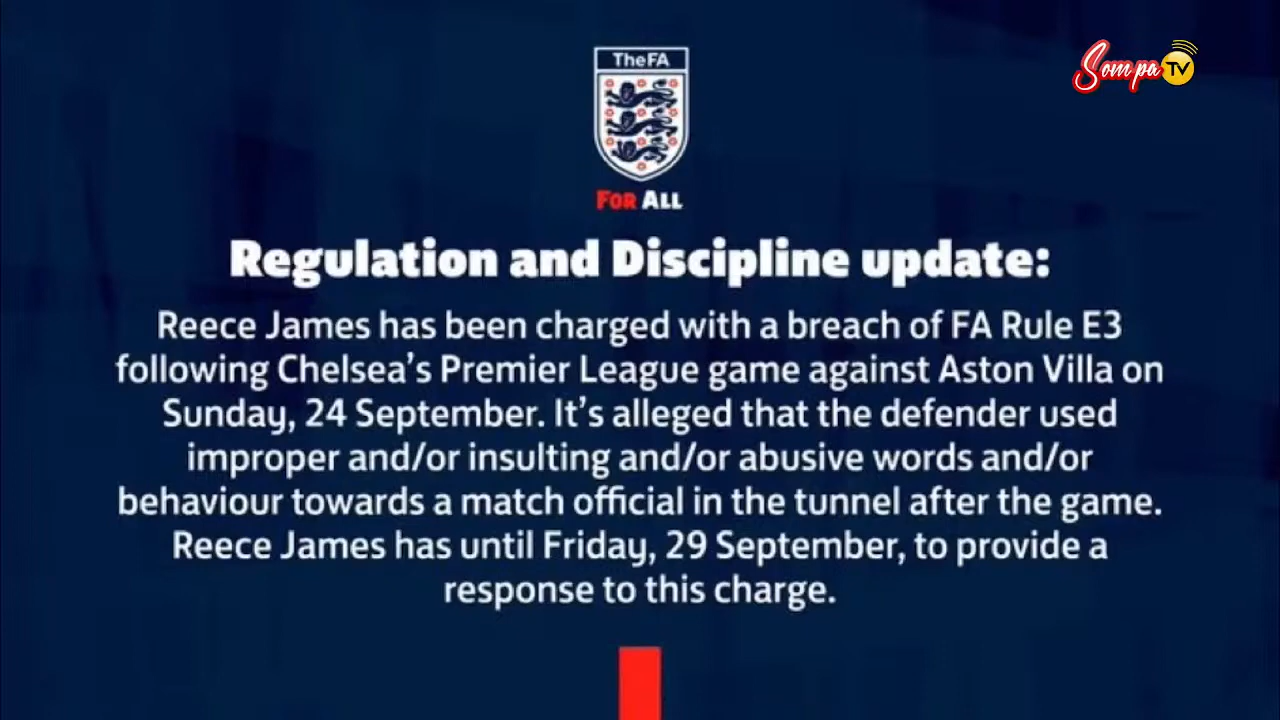 TheFA
Som pa TV
FOR ALL
Regulation and Discipline update:
Reece James has been charged with a breach of FA Rule E3
following Chelsea's Premier League game against Aston Villa on
Sunday, 24 September. It's alleged that the defender used
improper and/or insulting and/or abusive words and/or
behaviour towards a match official in the tunnel after the game.
Reece James has until Friday, 29 September, to provide a
response to this charge.